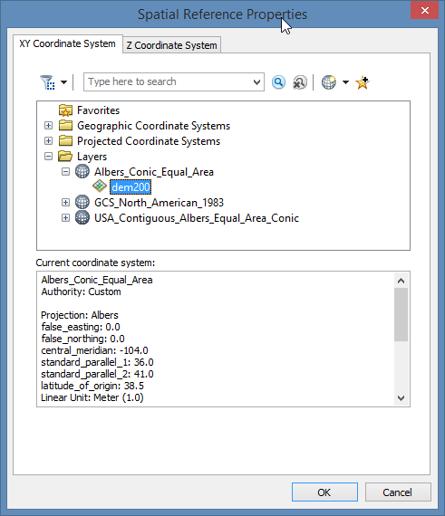 Spatial Reference Properties
XY Coordinate System
Z Coordinate System
Type here to search
Favorites
Geographic Coordinate Systems
Projected Coordinate Systems
Layers
Albers_Conic_Equal_Area
dem200
GCS_North_American_1983
USA_Contiguous_Albers_Equal_Area_Conic
Current coordinate system:
Albers_Conic_Equal_Area
Authority: Custom
Projection: Albers
false_easting: 0.0
false_northing: 0.0
central_meridian: -104.0
standard_parallel_1: 36.0
standard_parallel_2: 41.0
latitude_of_origin: 38.5
Linear Unit: Meter (1.0)
OK
Cancel